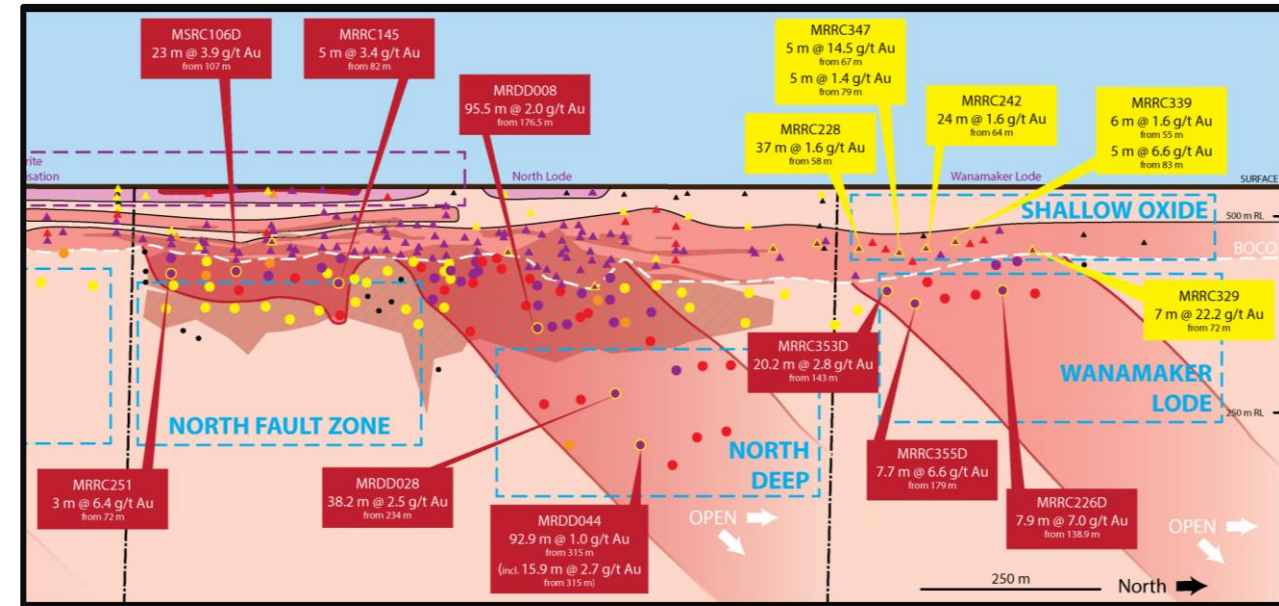 MSRC106D
23 m @ 3.9 g/t Au
from 107 m
MRRC145
5 m @ 3.4 g/t Au
from 82 m
MRDD008
95.5 m @ 2.0 g/t Au
from 176.5 m
MRRC347
5 m @ 14.5 g/t Au
from 67 m
5 m @ 1.4 g/t Au
from 79 m
MRRC228
37 m @ 1.6 g/t Au
from 58 m
MRRC242
24 m @ 1.6 g/t Au
from 64 m
MRRC339
6 m @ 1.6 g/t Au
from 55 m
5 m @ 6.6 g/t Au
from 83 m
rite
isation
North Lode
Wanamaker Lode
SURFACE
SHALLOW OXIDE
500 m RL
BOCO
MRRC329
7 m @ 22.2 g/t Au
from 72 m
MRRC353D
20.2 m @ 2.8 g/t Au
from 143 m
WANAMAKER
LODE
250 m RL
NORTH FAULT ZONE
NORTH
DEEP
MRRC251
3 m @ 6.4 g/t Au
from 72 m
MRDD028
38.2 m @ 2.5 g/t Au
from 234 m
MRDD044
92.9 m @ 1.0 g/t Au
from 315 m
(incl. 15.9 m @ 2.7 g/t Au
from 315 m)
MRRC355D
7.7 m @ 6.6 g/t Au
from 179 m
MRRC226D
7.9 m @ 7.0 g/t Au
from 138.9 m
OPEN
OPEN
250 m
North